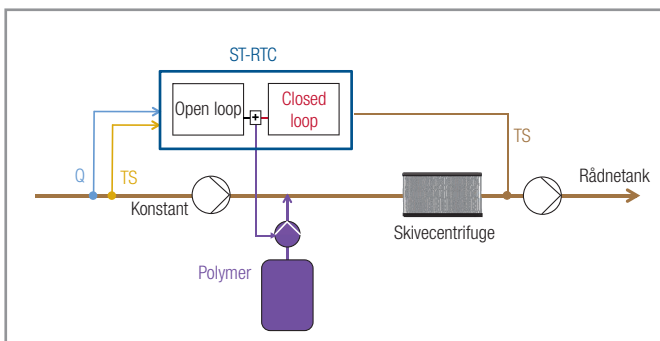 ST-RTC
Open loop
+
Closed
loop
Q
TS
TS
Konstant
Rådnetank
Skivecentrifuge
Polymer